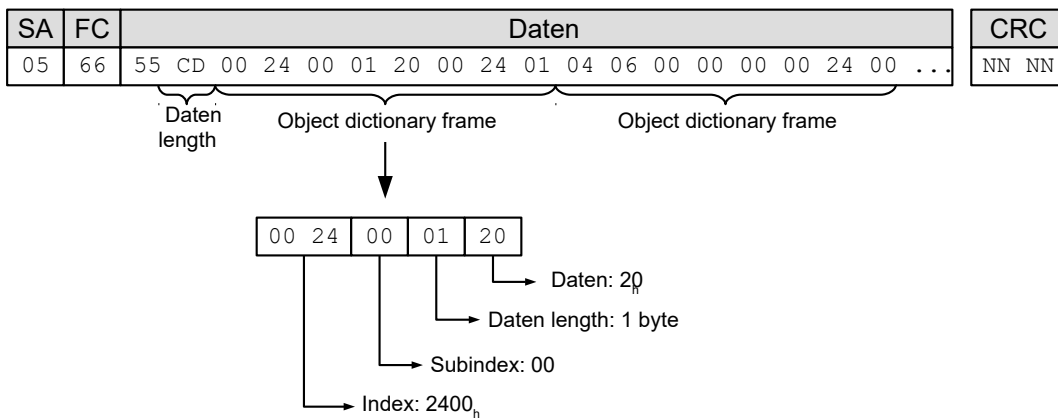 SA FC Daten CRC
05 66 55 CD 00 24 00 01 20 00 24 01 04 06 00 00 00 00 24 00 ... NN NN
Daten length
Object dictionary frame
Object dictionary frame
00 24 00 01 20
Daten: 20h
Daten length: 1 byte
Subindex: 00
Index: 2400h